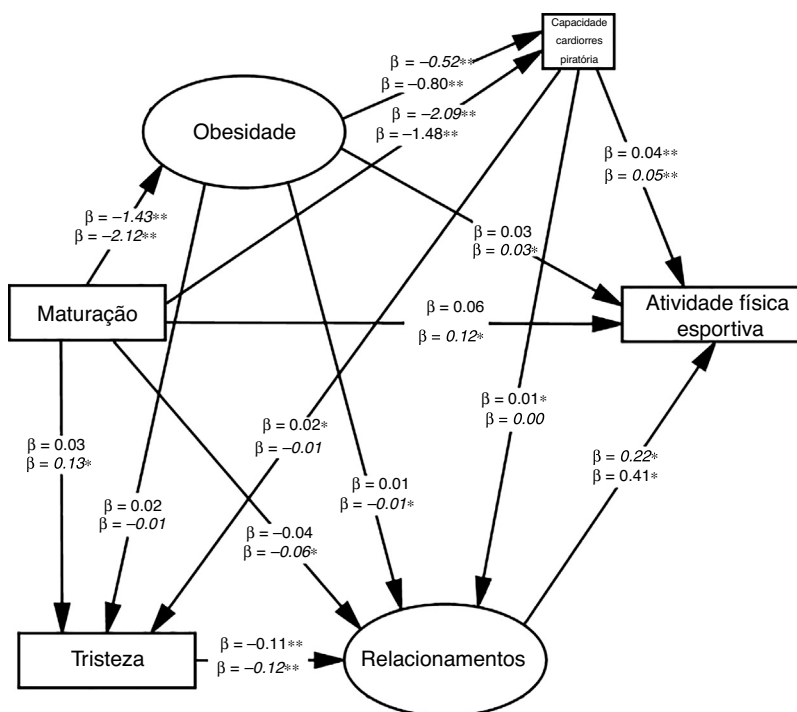 Capacidade
cardiorres
piratória
β = –0.52**
β = –0.80**
β = –2.09**
β = –1.48**
Obesidade
β = 0.04**
β = 0.05**
β = –1.43**
β = –2.12**
β = 0.03
β = 0.03*
Maturação
β = 0.06
β = 0.12*
Atividade física
esportiva
β = 0.03
β = 0.13*
β = 0.02*
β = –0.01
β = 0.01*
β = 0.00
β = 0.22*
β = 0.41*
β = 0.02
β = –0.01
β = 0.01
β = –0.01*
β = –0.04
β = –0.06*
Tristeza
β = –0.11**
β = –0.12**
Relacionamentos